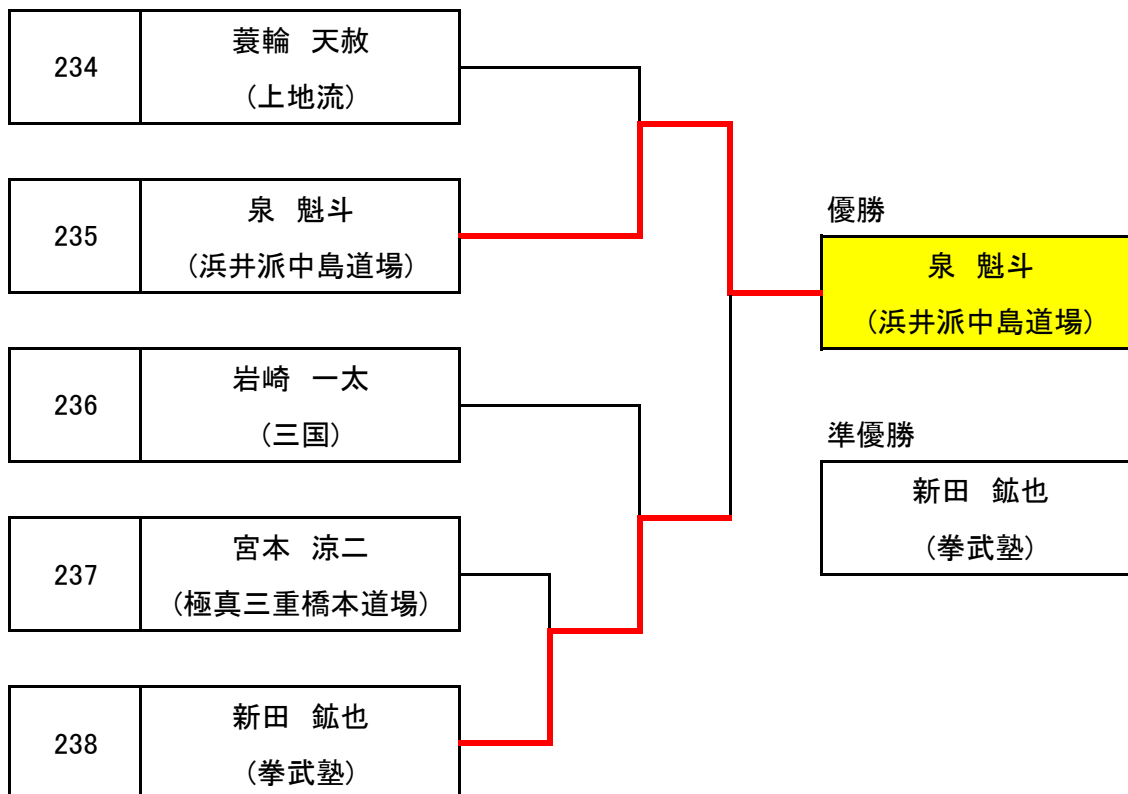 234
蓑輪　天赦
（上地流）
235
泉　魁斗
（浜井派中島道場）
236
岩崎　一太
（三国）
237
宮本　涼二
（極真三重橋本道場）
238
新田　鉱也
（拳武塾）
優勝
泉　魁斗
（浜井派中島道場）
準優勝
新田　鉱也
（拳武塾）